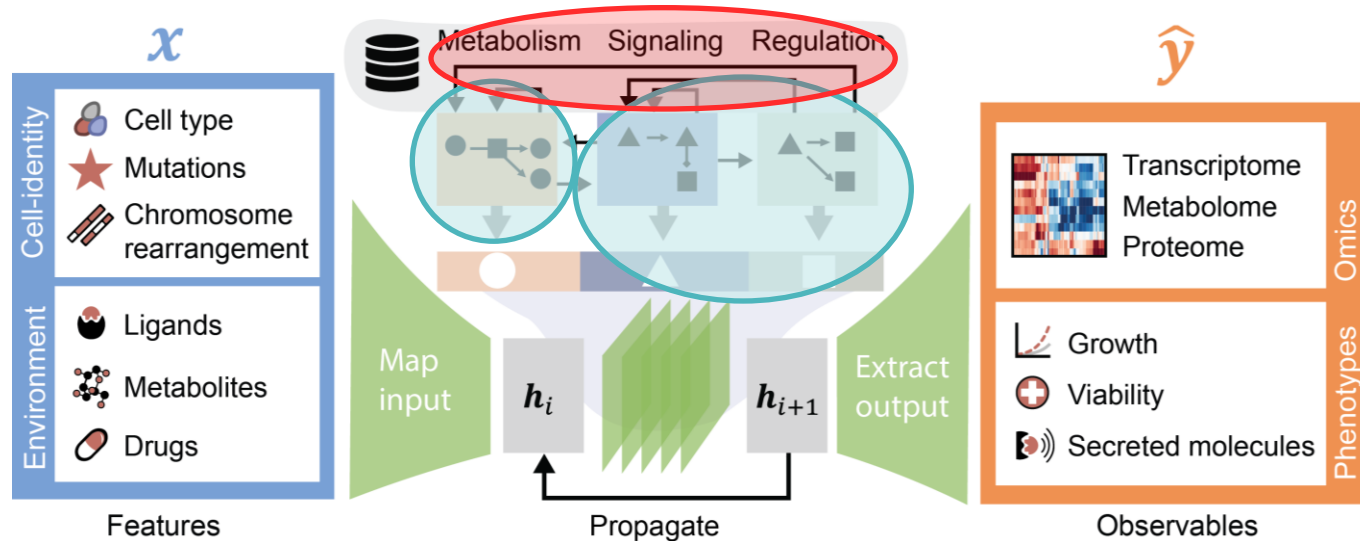 x
ŷ
Metabolism Signaling Regulation
Cell-identity
Cell type
Mutations
Chromosome
rearrangement
Environment
Ligands
Metabolites
Drugs
Features
Map
input
h_i
h_{i+1}
Propagate
Extract
output
Transcriptome
Metabolome
Proteome
Omics
Growth
Viability
Secreted molecules
Phenotypes
Observables